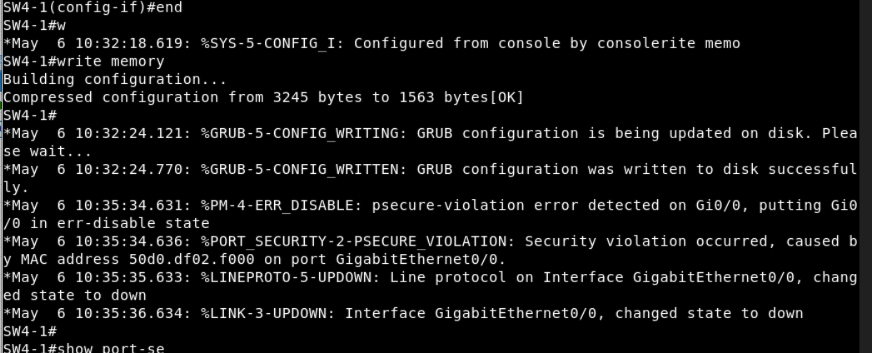 SW4-1(config-if)#end
SW4-1#w
*May  6 10:32:18.619: %SYS-5-CONFIG_I: Configured from console by consolerite memo
SW4-1#write memory
Building configuration...
Compressed configuration from 3245 bytes to 1563 bytes[OK]
SW4-1#
*May  6 10:32:24.121: %GRUB-5-CONFIG_WRITING: GRUB configuration is being updated on disk. Plea
se wait...
*May  6 10:32:24.770: %GRUB-5-CONFIG_WRITTEN: GRUB configuration was written to disk successful
ly.
*May  6 10:35:34.631: %PM-4-ERR_DISABLE: psecure-violation error detected on Gi0/0, putting Gi0
/0 in err-disable state
*May  6 10:35:34.636: %PORT_SECURITY-2-PSECURE_VIOLATION: Security violation occurred, caused b
y MAC address 50d0.df02.f000 on port GigabitEthernet0/0.
*May  6 10:35:35.633: %LINEPROTO-5-UPDOWN: Line protocol on Interface GigabitEthernet0/0, chang
ed state to down
*May  6 10:35:36.634: %LINK-3-UPDOWN: Interface GigabitEthernet0/0, changed state to down
SW4-1#
SW4-1#show port-se